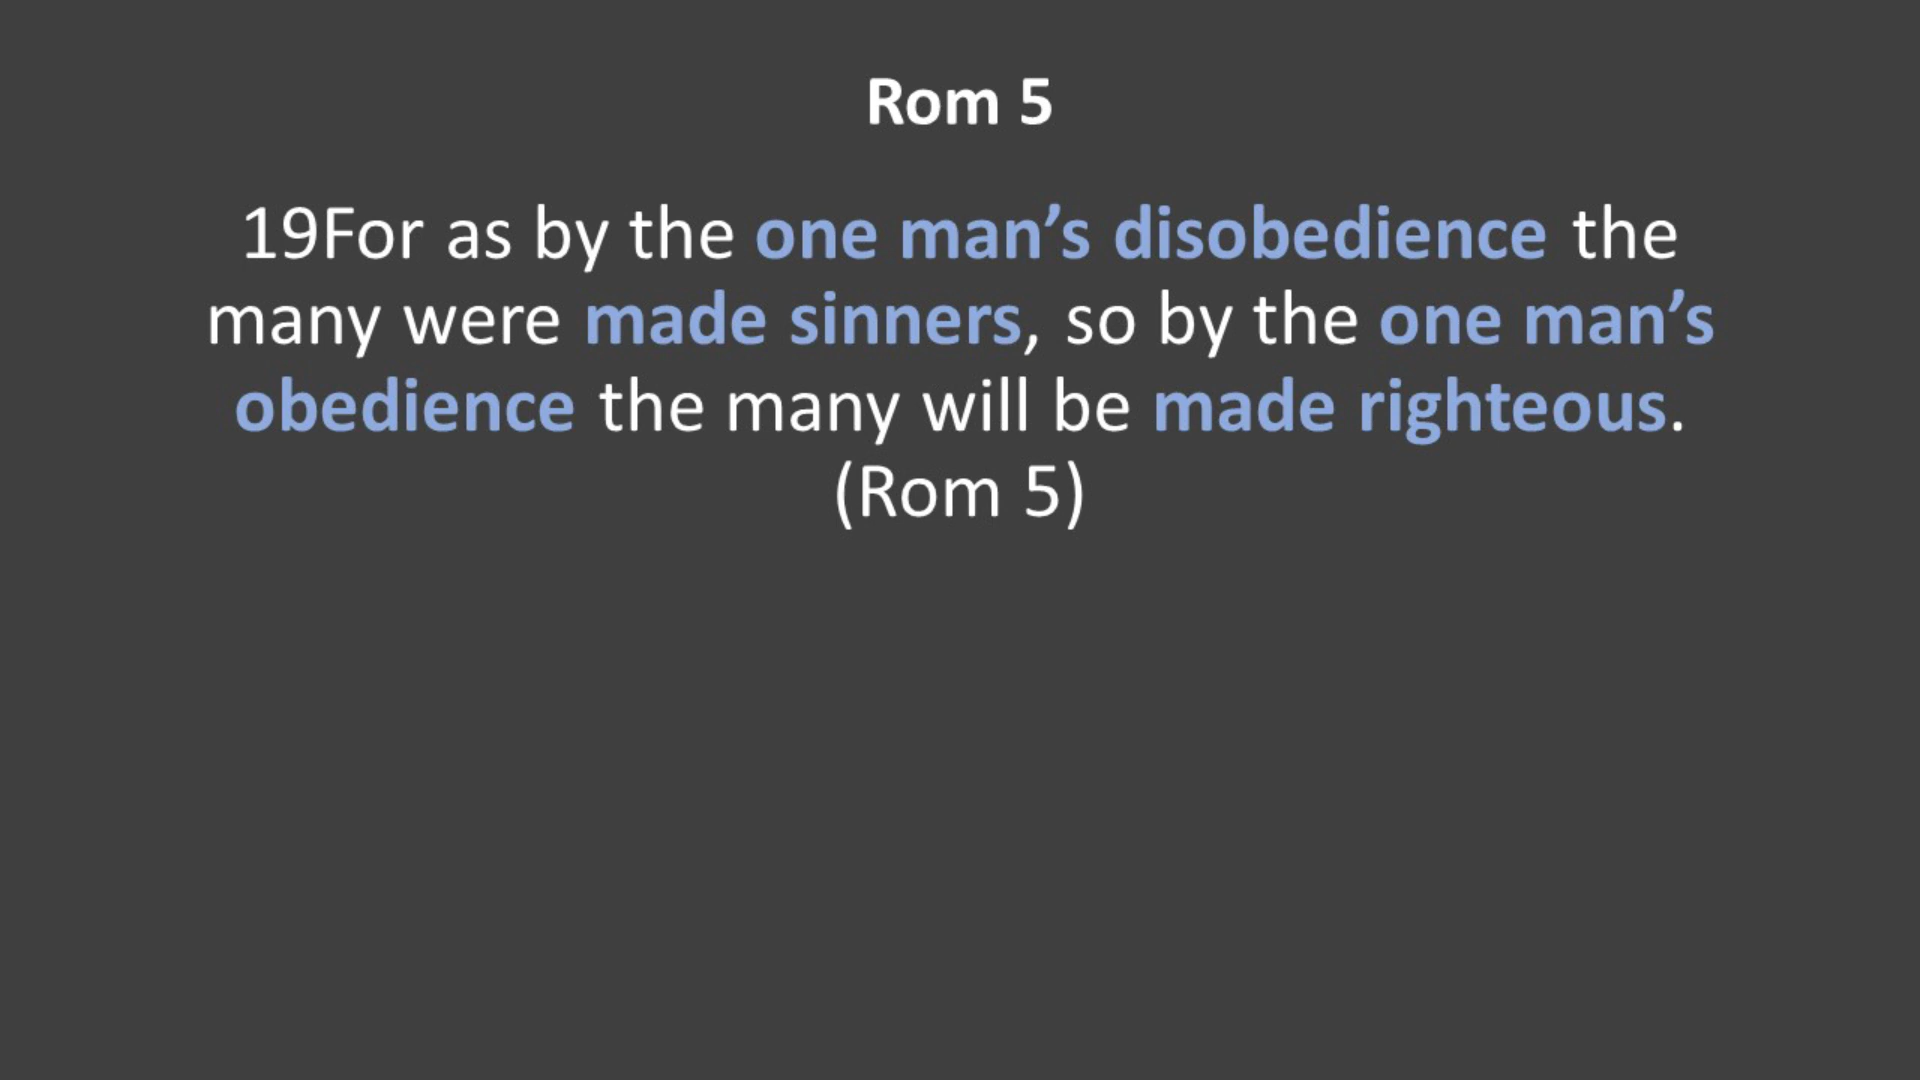 Rom 5
19For as by the one man’s disobedience the
many were made sinners, so by the one man’s
obedience the many will be made righteous.
(Rom 5)